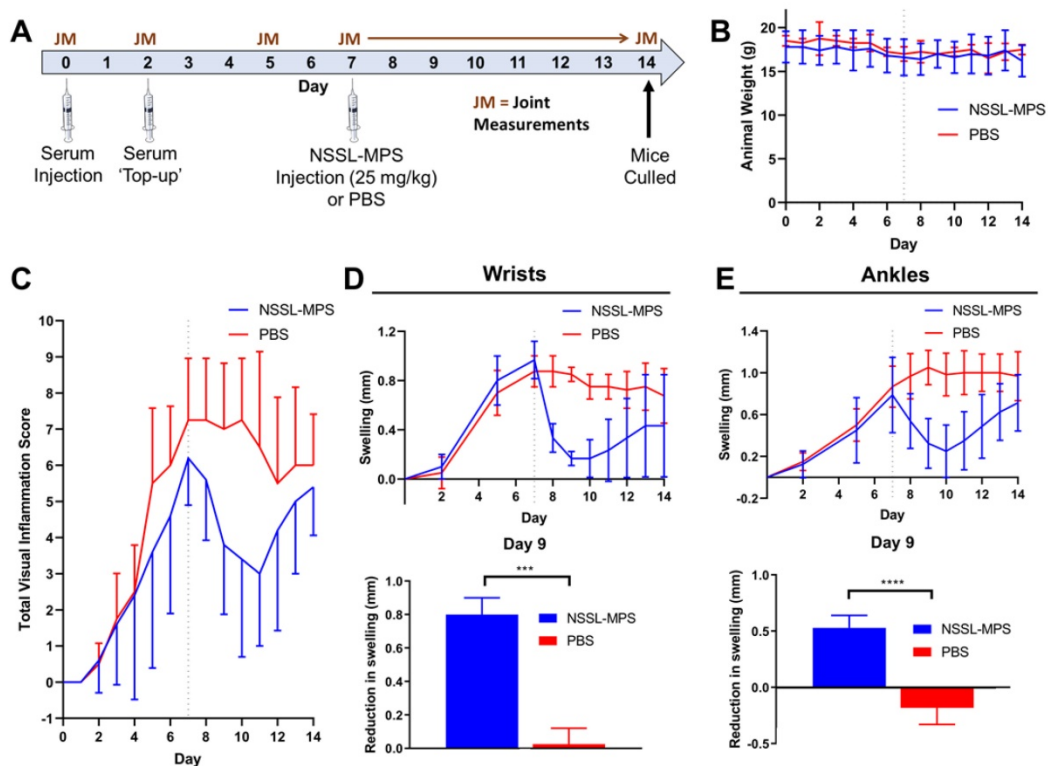 A
JM JM JM JM JM
0 1 2 3 4 5 6 7 8 9 10 11 12 13 14
Day
JM = Joint
Measurements
Serum
Injection
Serum
‘Top-up’
NSSL-MPS
Injection (25 mg/kg)
or PBS
Mice
Culled
B
Animal Weight (g)
20
15
10
5
0
NSSL-MPS
PBS
0 2 4 6 8 10 12 14
Day
C
NSSL-MPS
PBS
Total Visual Inflammation Score
10
9
8
7
6
5
4
3
2
1
0
-1
0 2 4 6 8 10 12 14
Day
D
Wrists
NSSL-MPS
PBS
Swelling (mm)
1.2
0.8
0.4
0.0
2 4 6 8 10 12 14
Day
Day 9
Reduction in swelling (mm)
1.0
0.8
0.6
0.4
0.2
0.0
***
NSSL-MPS
PBS
E
Ankles
NSSL-MPS
PBS
Swelling (mm)
1.4
1.0
0.6
0.2
-0.2
2 4 6 8 10 12 14
Day
Day 9
Reduction in swelling (mm)
1.0
0.5
0.0
-0.5
****
NSSL-MPS
PBS